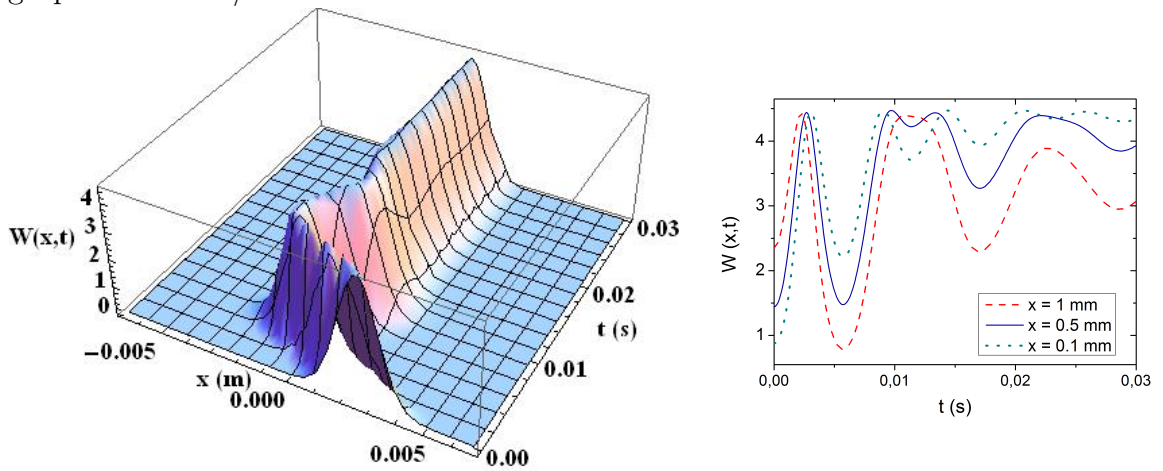 4
3
W(x,t)
2
1
0
−0.005
x (m)
0.000
0.005
0.00
0.01
t (s)
0.02
0.03
W (x,t)
4
3
2
1
x = 1 mm
x = 0.5 mm
x = 0.1 mm
0,00
0,01
0,02
0,03
t (s)